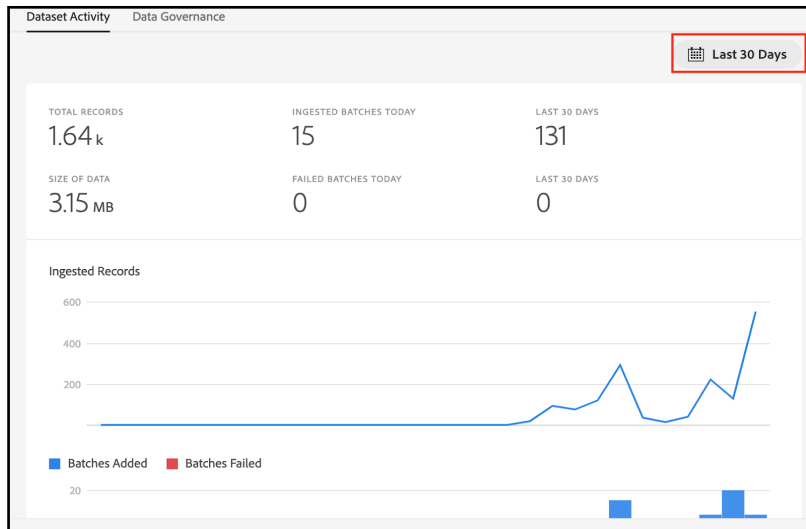 Dataset Activity Data Governance
Last 30 Days
TOTAL RECORDS INGESTED BATCHES TODAY LAST 30 DAYS
1.64 k 15 131
SIZE OF DATA FAILED BATCHES TODAY LAST 30 DAYS
3.15 MB 0 0
Ingested Records
600
400
200
Batches Added Batches Failed
20